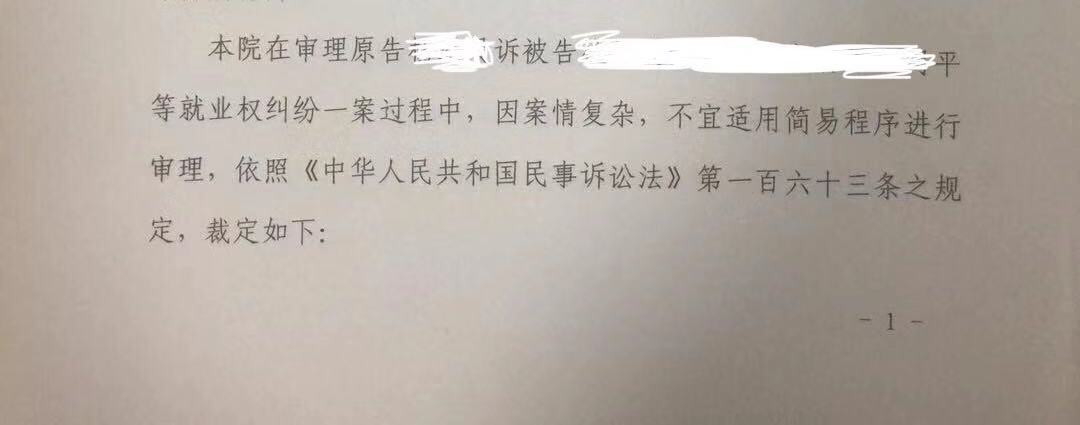 本院在审理原告诉被告平
等就业权纠纷一案过程中，因案情复杂，不宜适用简易程序进行
审理，依照《中华人民共和国民事诉讼法》第一百六十三条之规
定，裁定如下：
- 1 -